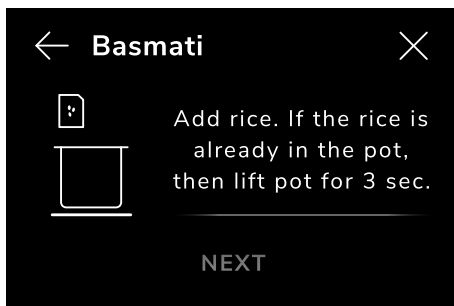 Basmati
Add rice. If the rice is
already in the pot,
then lift pot for 3 sec.
NEXT